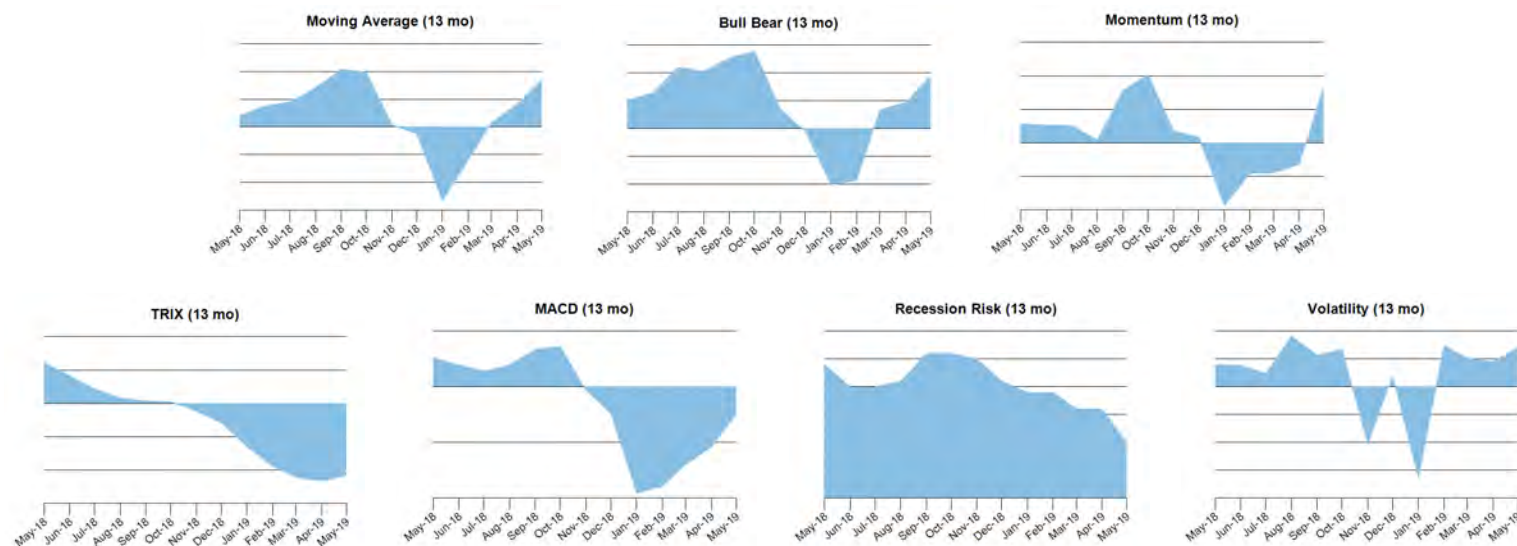 Moving Average (13 mo)
Bull Bear (13 mo)
Momentum (13 mo)
May-18 Jun-18 Jul-18 Aug-18 Sep-18 Oct-18 Nov-18 Dec-18 Jan-19 Feb-19 Mar-19 Apr-19 May-19
May-18 Jun-18 Jul-18 Aug-18 Sep-18 Oct-18 Nov-18 Dec-18 Jan-19 Feb-19 Mar-19 Apr-19 May-19
May-18 Jun-18 Jul-18 Aug-18 Sep-18 Oct-18 Nov-18 Dec-18 Jan-19 Feb-19 Mar-19 Apr-19 May-19
TRIX (13 mo)
MACD (13 mo)
Recession Risk (13 mo)
Volatility (13 mo)
May-18 Jun-18 Jul-18 Aug-18 Sep-18 Oct-18 Nov-18 Dec-18 Jan-19 Feb-19 Mar-19 Apr-19 May-19
May-18 Jun-18 Jul-18 Aug-18 Sep-18 Oct-18 Nov-18 Dec-18 Jan-19 Feb-19 Mar-19 Apr-19 May-19
May-18 Jun-18 Jul-18 Aug-18 Sep-18 Oct-18 Nov-18 Dec-18 Jan-19 Feb-19 Mar-19 Apr-19 May-19
May-18 Jun-18 Jul-18 Aug-18 Sep-18 Oct-18 Nov-18 Dec-18 Jan-19 Feb-19 Mar-19 Apr-19 May-19